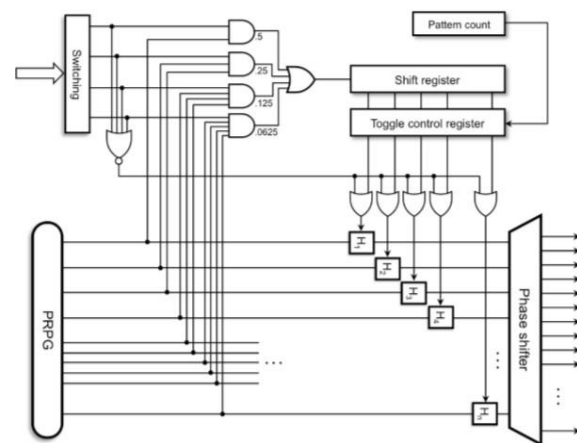 Pattern count
Switching
.5
.25
.125
.0625
Shift register
Toggle control register
H1
H2
H3
H4
Hn
PRPG
Phase shifter
...
...
...